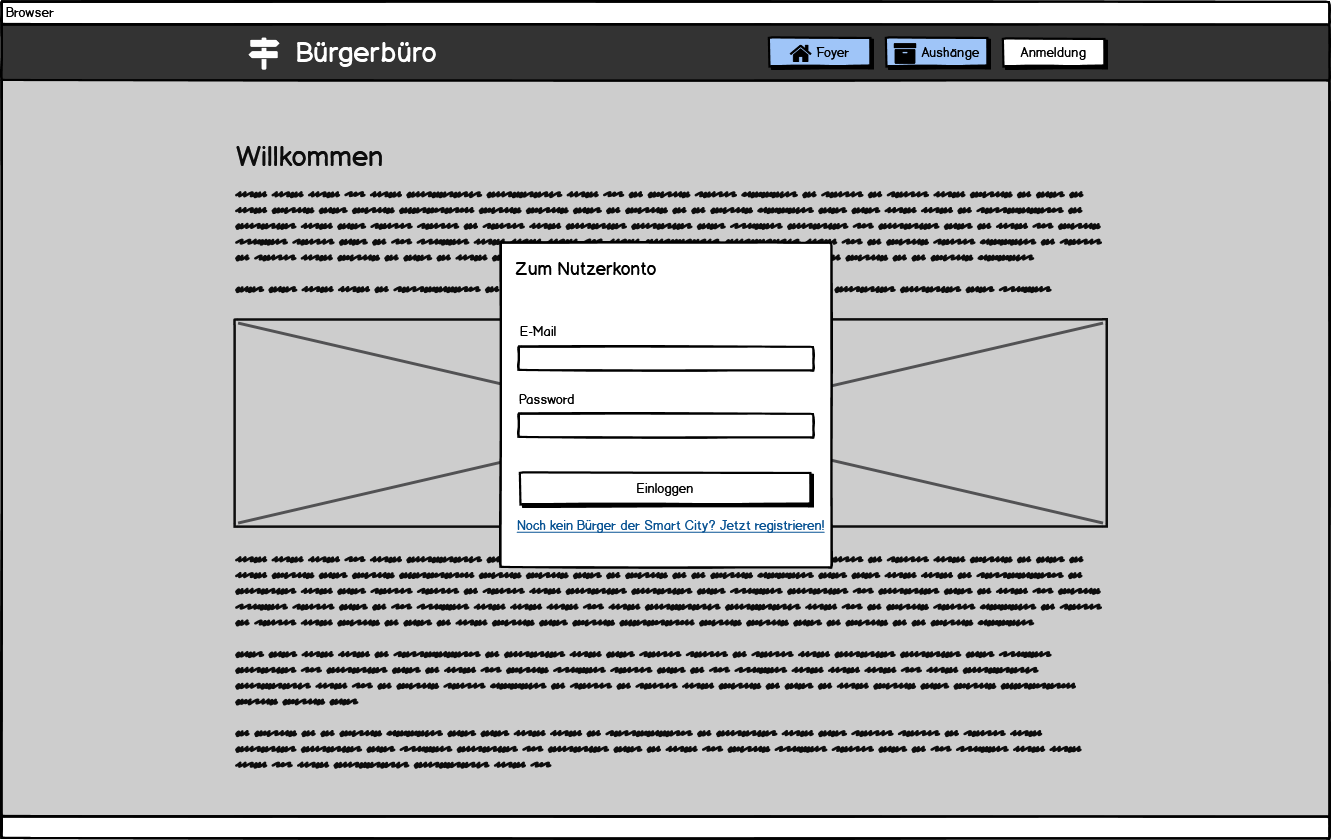 Browser
Bürgerbüro
Foyer
Aushänge
Anmeldung
Willkommen
Zum Nutzerkonto
E-Mail
Password
Einloggen
Noch kein Bürger der Smart City? Jetzt registrieren!